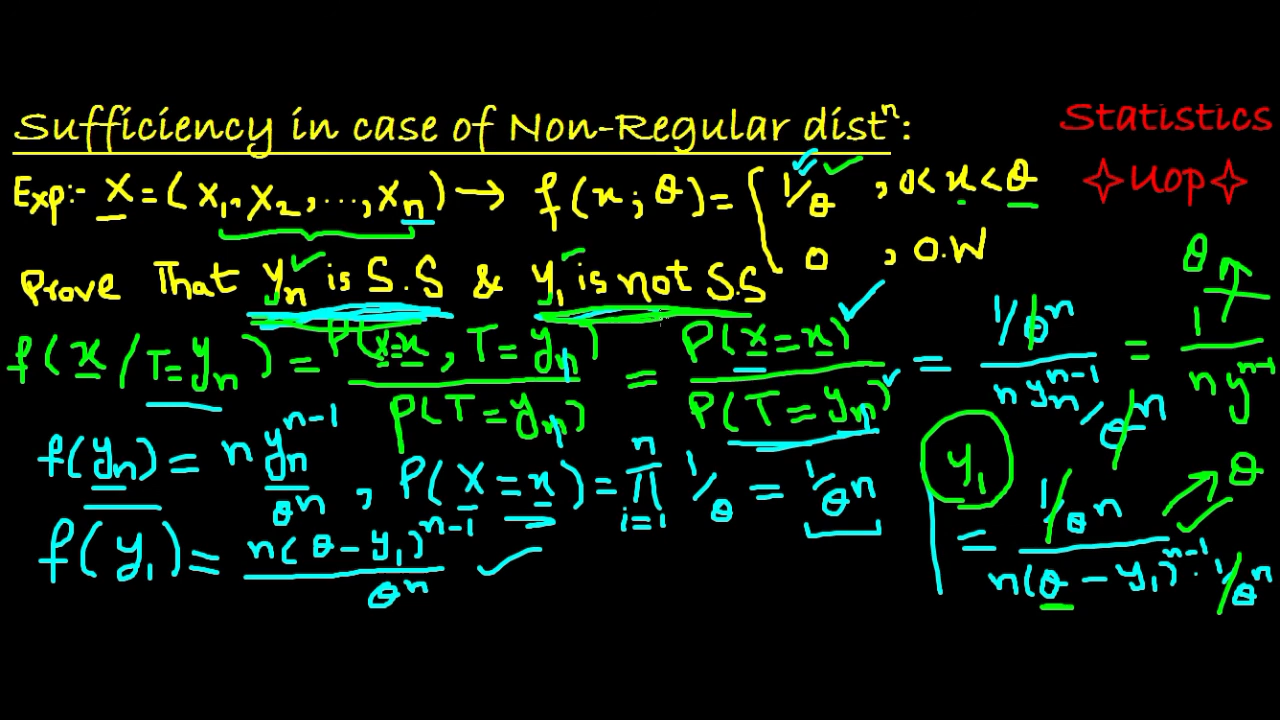 Sufficiency in case of Non-Regular distⁿ:
Statistics
UOP
Exp:- X = (X₁, X₂, ..., Xₙ) → f(x; θ) = { 1/θ , 0 < x < θ
0 , O.W
Prove That yₙ is S.S & y₁ is not S.S
f(x / T = yₙ) = P(X = x, T = yₙ) / P(T = yₙ) = P(X = x) / P(T = yₙ) = (1/θⁿ) / (n yₙⁿ⁻¹ / θⁿ) = 1 / (n yⁿ⁻¹)
θ
f(yₙ) = n yₙⁿ⁻¹ / θⁿ , P(X = x) = ∏ᵢ₌₁ⁿ 1/θ = 1/θⁿ
f(y₁) = n(θ - y₁)ⁿ⁻¹ / θⁿ
y₁
= (1/θⁿ) / (n(θ - y₁)ⁿ⁻¹ · 1/θⁿ)
θ